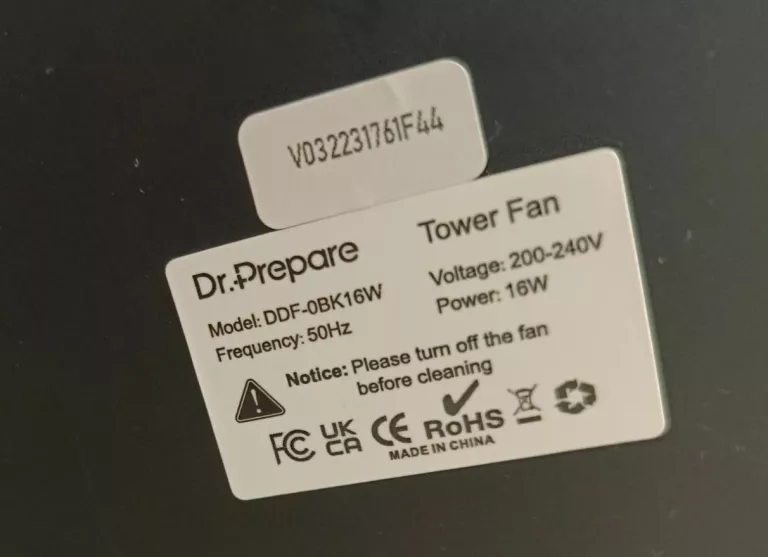 V032231761F44
Dr.Prepare
Tower Fan
Model: DDF-0BK16W
Voltage: 200-240V
Frequency: 50Hz
Power: 16W
Notice: Please turn off the fan
before cleaning
FC UK CA CE RoHS
MADE IN CHINA